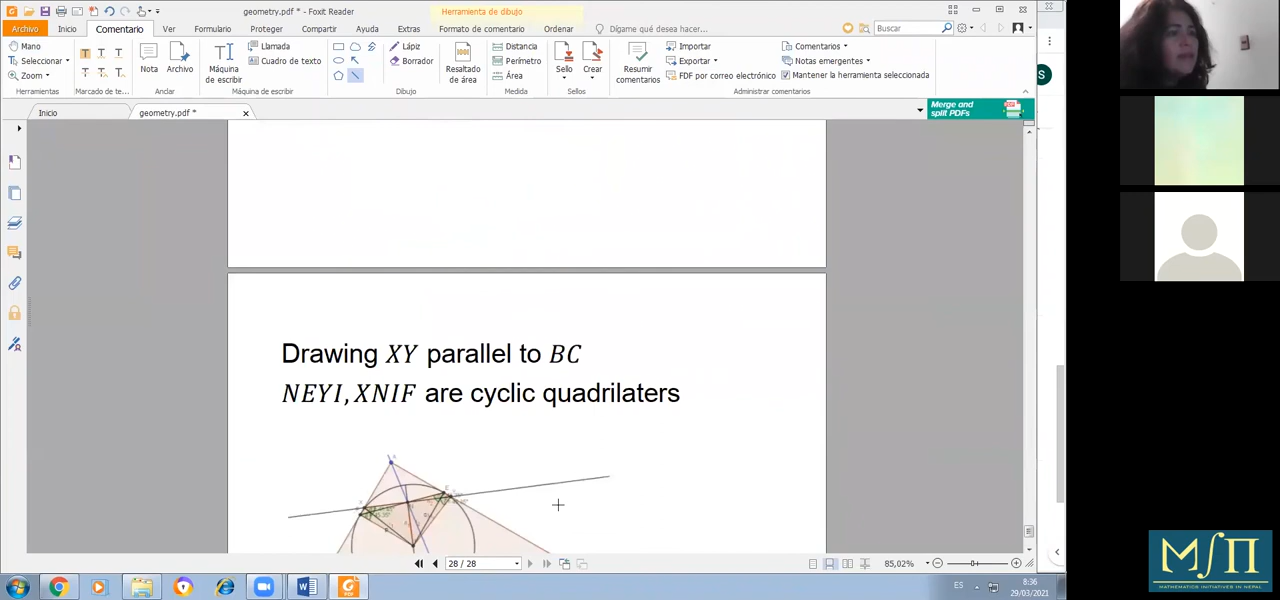 geometry.pdf * - Foxit Reader
Herramienta de dibujo
Archivo Inicio Comentario Ver Formulario Proteger Compartir Ayuda Extras Formato de comentario Ordenar Dígame qué desea hacer... Buscar
Mano
Seleccionar
Zoom
Herramientas
Marcado de te...
Nota
Archivo
Andar
Máquina de escribir
Llamada
Cuadro de texto
Máquina de escribir
Lápiz
Borrador
Dibujo
Resaltado de área
Distancia
Perímetro
Área
Medida
Sello
Crear
Sellos
Resumir comentarios
Importar
Exportar
FDF por correo electrónico
Comentarios
Notas emergentes
Mantener la herramienta seleccionada
Administrar comentarios
Inicio
geometry.pdf *
Merge and
split PDFs
S
Drawing XY parallel to BC
NEYI, XNIF are cyclic quadrilaters
A
X
E
28 / 28
85,02%
ES
8:36
29/03/2021
M∫Π
MATHEMATICS INITIATIVES IN NEPAL